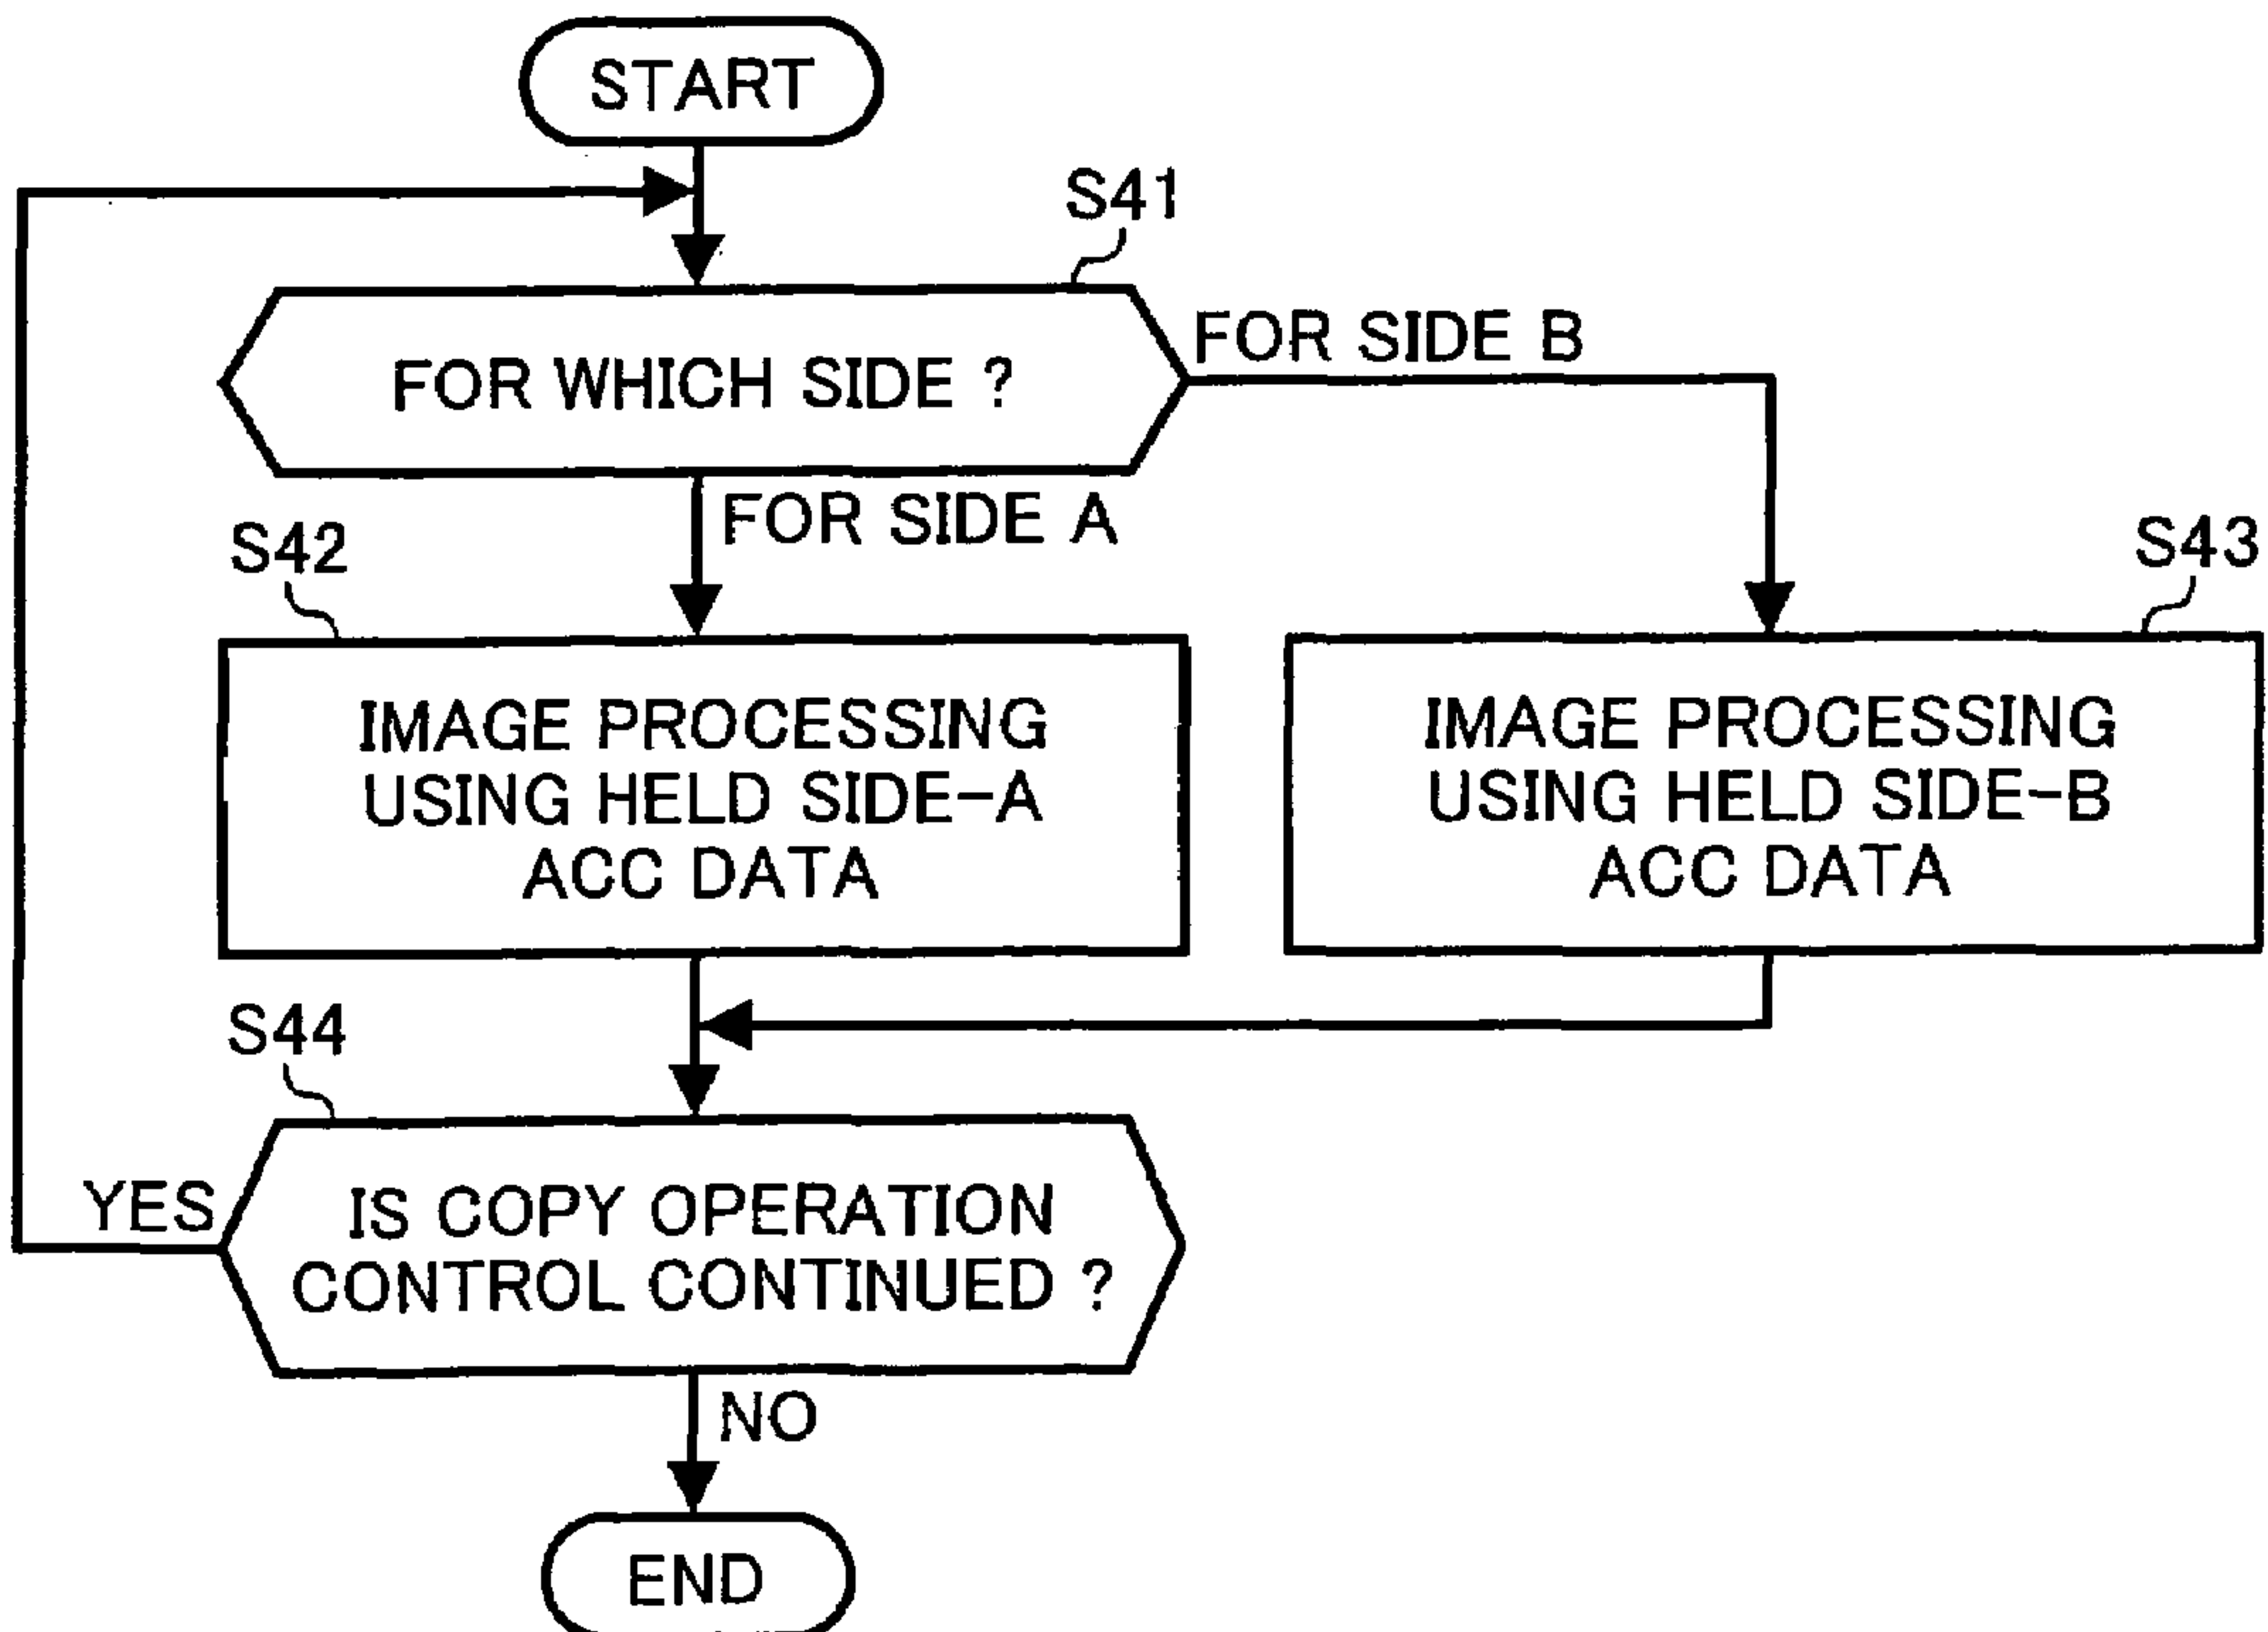 START
S41
FOR WHICH SIDE ?
FOR SIDE B
FOR SIDE A
S42
S43
IMAGE PROCESSING
USING HELD SIDE-A
ACC DATA
IMAGE PROCESSING
USING HELD SIDE-B
ACC DATA
S44
YES
IS COPY OPERATION
CONTROL CONTINUED ?
NO
END